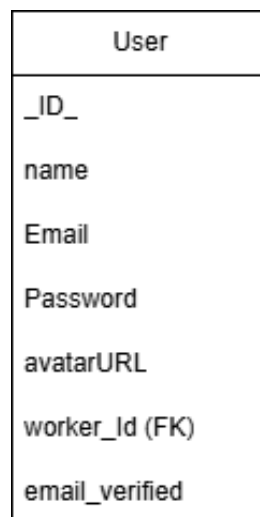 User
_ID_
name
Email
Password
avatarURL
worker_Id (FK)
email_verified